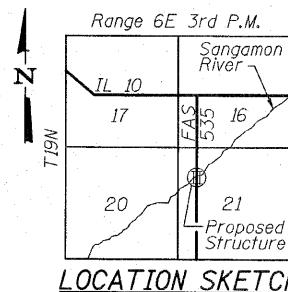 Range 6E 3rd P.M.
Sangamon
River
N
IL 10
17
16
FAS
535
T19N
20
21
Proposed
Structure
LOCATION SKETCH